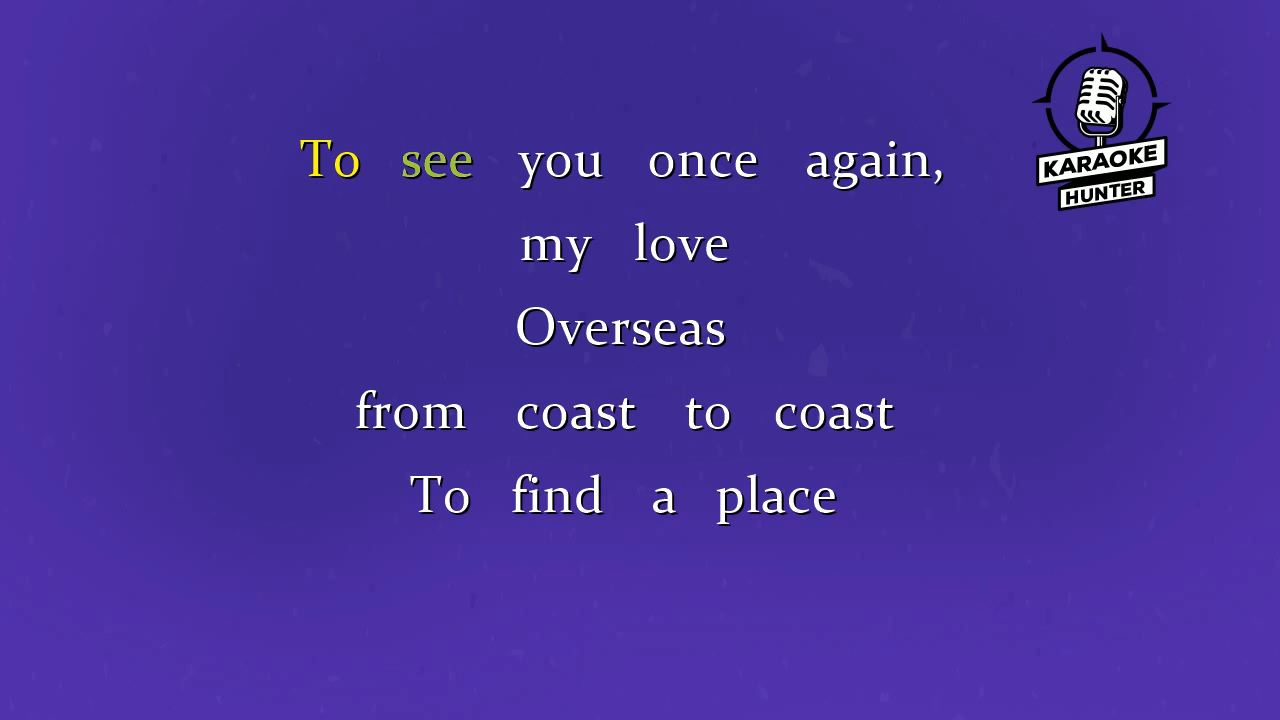 To see you once again,
my love
Overseas
from coast to coast
To find a place
KARAOKE
HUNTER